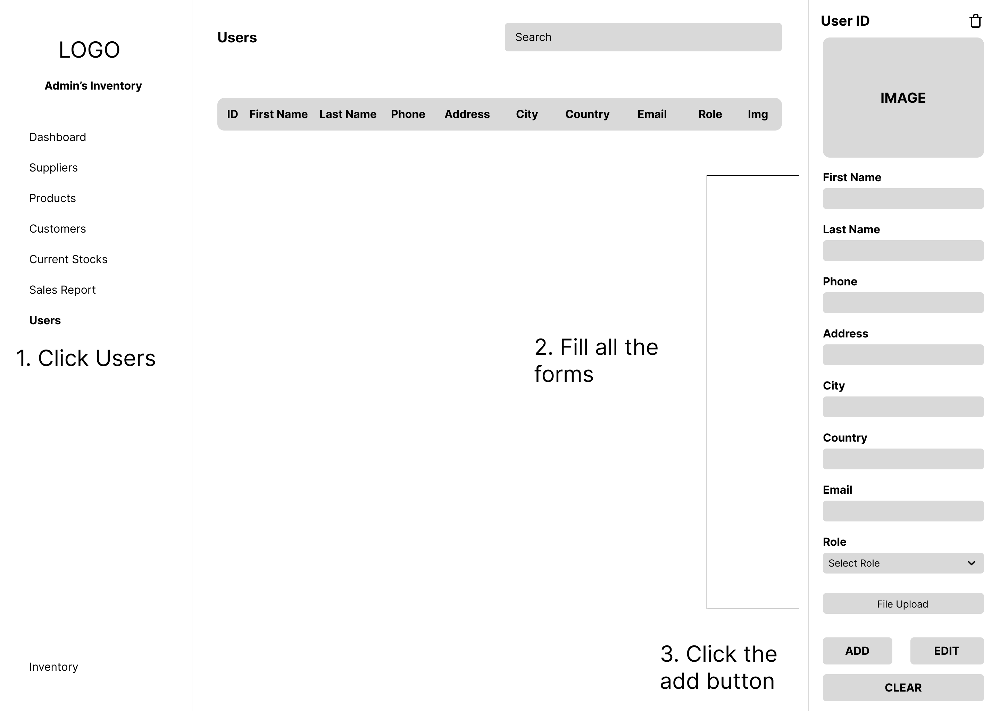 LOGO
Admin’s Inventory
Dashboard
Suppliers
Products
Customers
Current Stocks
Sales Report
Users
1. Click Users
Inventory
Users
Search
ID First Name Last Name Phone Address City Country Email Role Img
2. Fill all the
forms
3. Click the
add button
User ID
IMAGE
First Name
Last Name
Phone
Address
City
Country
Email
Role
Select Role
File Upload
ADD EDIT
CLEAR